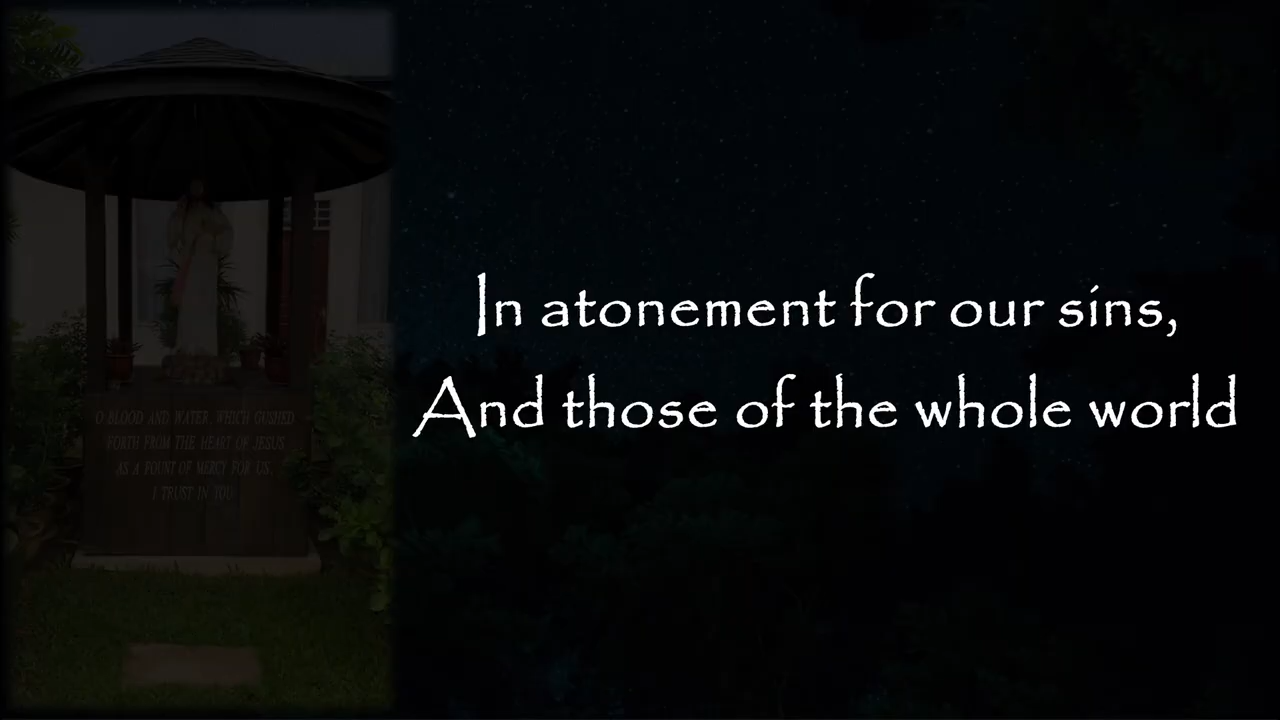 O BLOOD AND WATER, WHICH GUSHED
FORTH FROM THE HEART OF JESUS
AS A FOUNT OF MERCY FOR US,
I TRUST IN YOU
In atonement for our sins,
And those of the whole world